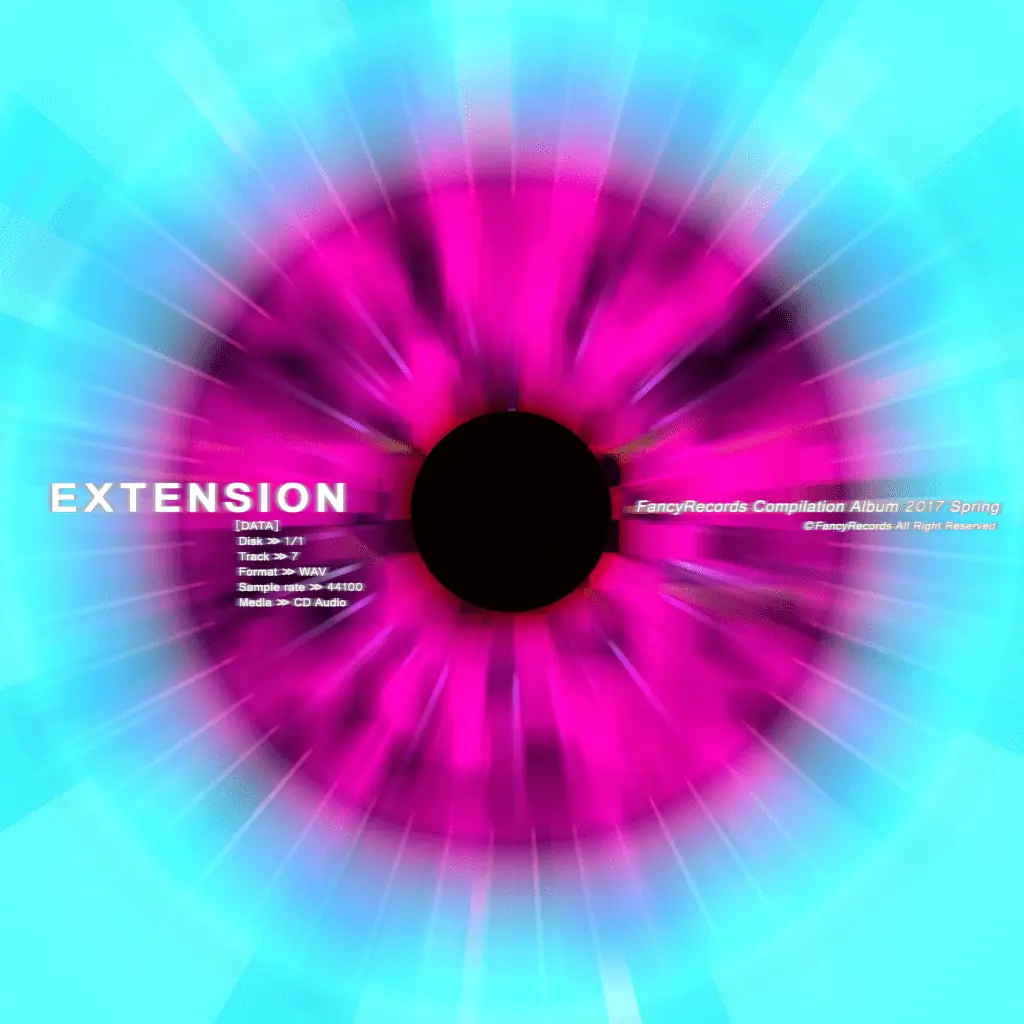 EXTENSION
[DATA]
Disk ≫ 1/1
Track ≫ 7
Format ≫ WAV
Sample rate ≫ 44100
Media ≫ CD Audio
FancyRecords Compilation Album 2017 Spring
©FancyRecords All Right Reserved